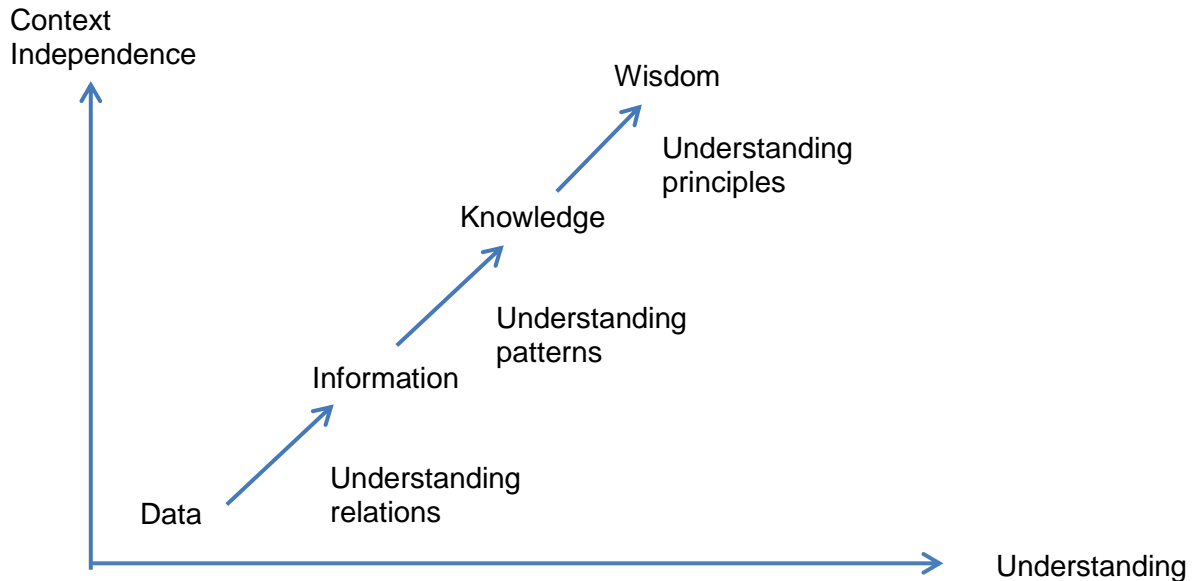 Context
Independence
Wisdom
Understanding
principles
Knowledge
Understanding
patterns
Information
Understanding
relations
Data
Understanding